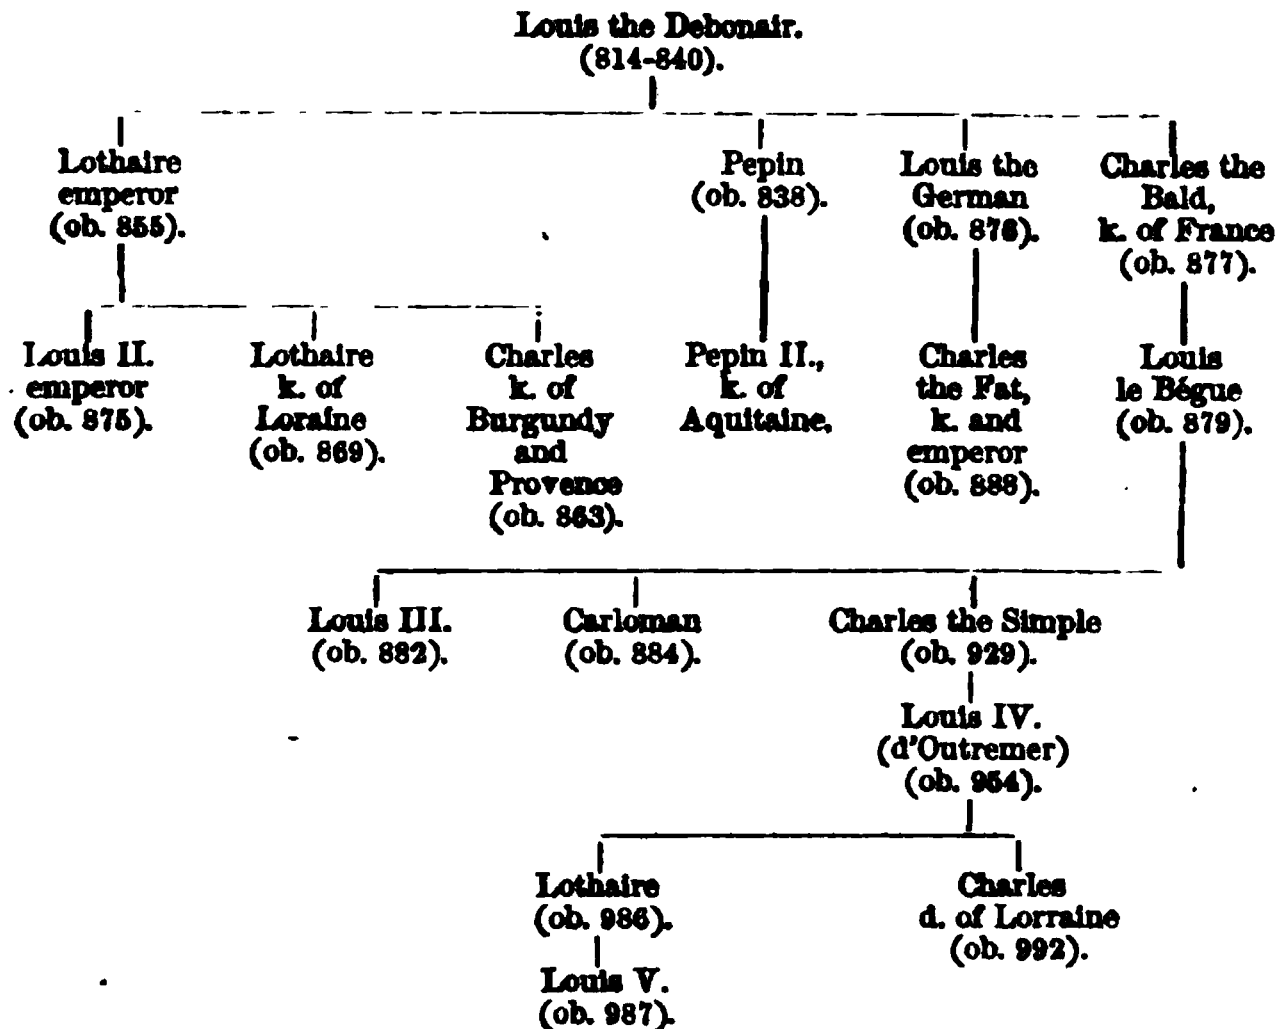 Louis the Debonair.
(814-840).
Lothaire
emperor
(ob. 855).
Pepin
(ob. 838).
Louis the
German
(ob. 876).
Charles the
Bald,
k. of France
(ob. 877).
Louis II.
emperor
(ob. 875).
Lothaire
k. of
Loraine
(ob. 869).
Charles
k. of
Burgundy
and
Provence
(ob. 863).
Pepin II.,
k. of
Aquitaine.
Charles
the Fat,
k. and
emperor
(ob. 888).
Louis
le Bégue
(ob. 879).
Louis III.
(ob. 882).
Carloman
(ob. 884).
Charles the Simple
(ob. 929).
Louis IV.
(d'Outremer)
(ob. 954).
Lothaire
(ob. 986).
Charles
d. of Lorraine
(ob. 992).
Louis V.
(ob. 987).